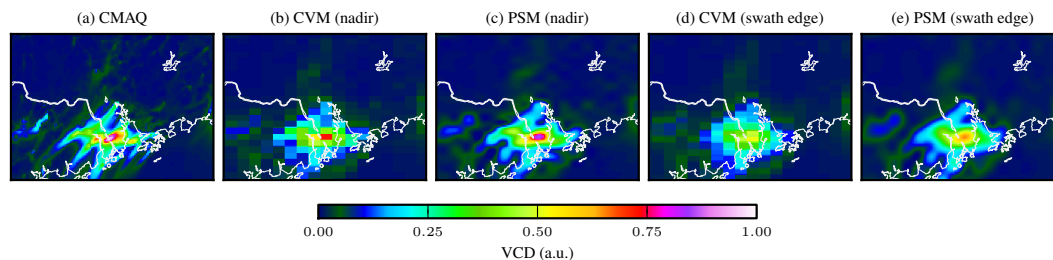 (a) CMAQ (b) CVM (nadir) (c) PSM (nadir) (d) CVM (swath edge) (e) PSM (swath edge)
0.00 0.25 0.50 0.75 1.00
VCD (a.u.)